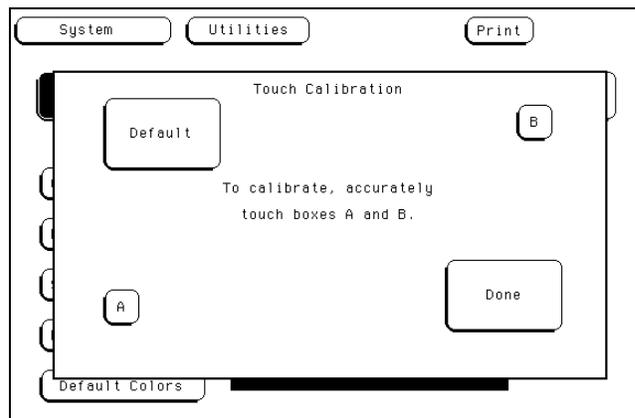 System
Utilities
Print
Touch Calibration
Default
B
To calibrate, accurately
touch boxes A and B.
A
Done
Default Colors